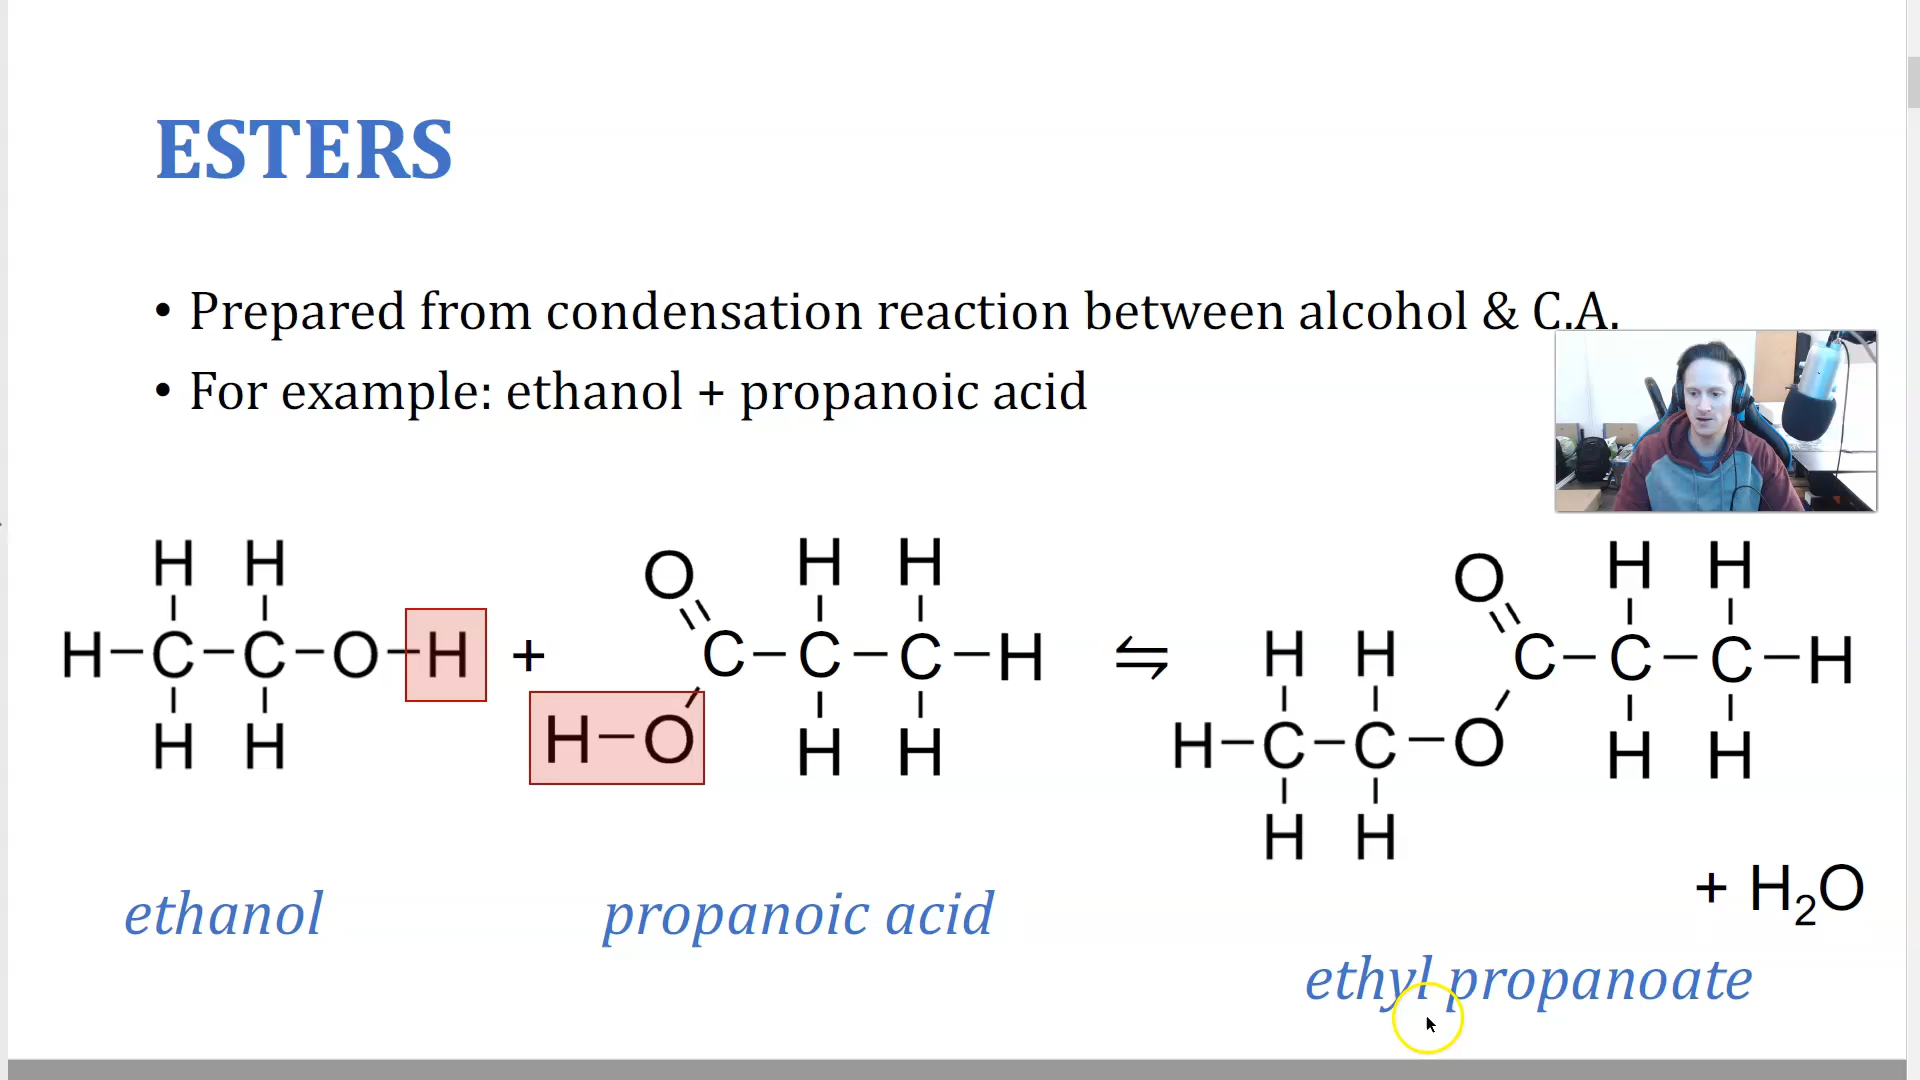 ESTERS
• Prepared from condensation reaction between alcohol & C.A.
• For example: ethanol + propanoic acid
H H O H H O H H
H–C–C–O–H + C–C–C–H ⇋ H H C–C–C–H
H H H–O H H H–C–C–O H H
H H
+ H₂O
ethanol propanoic acid
ethyl propanoate